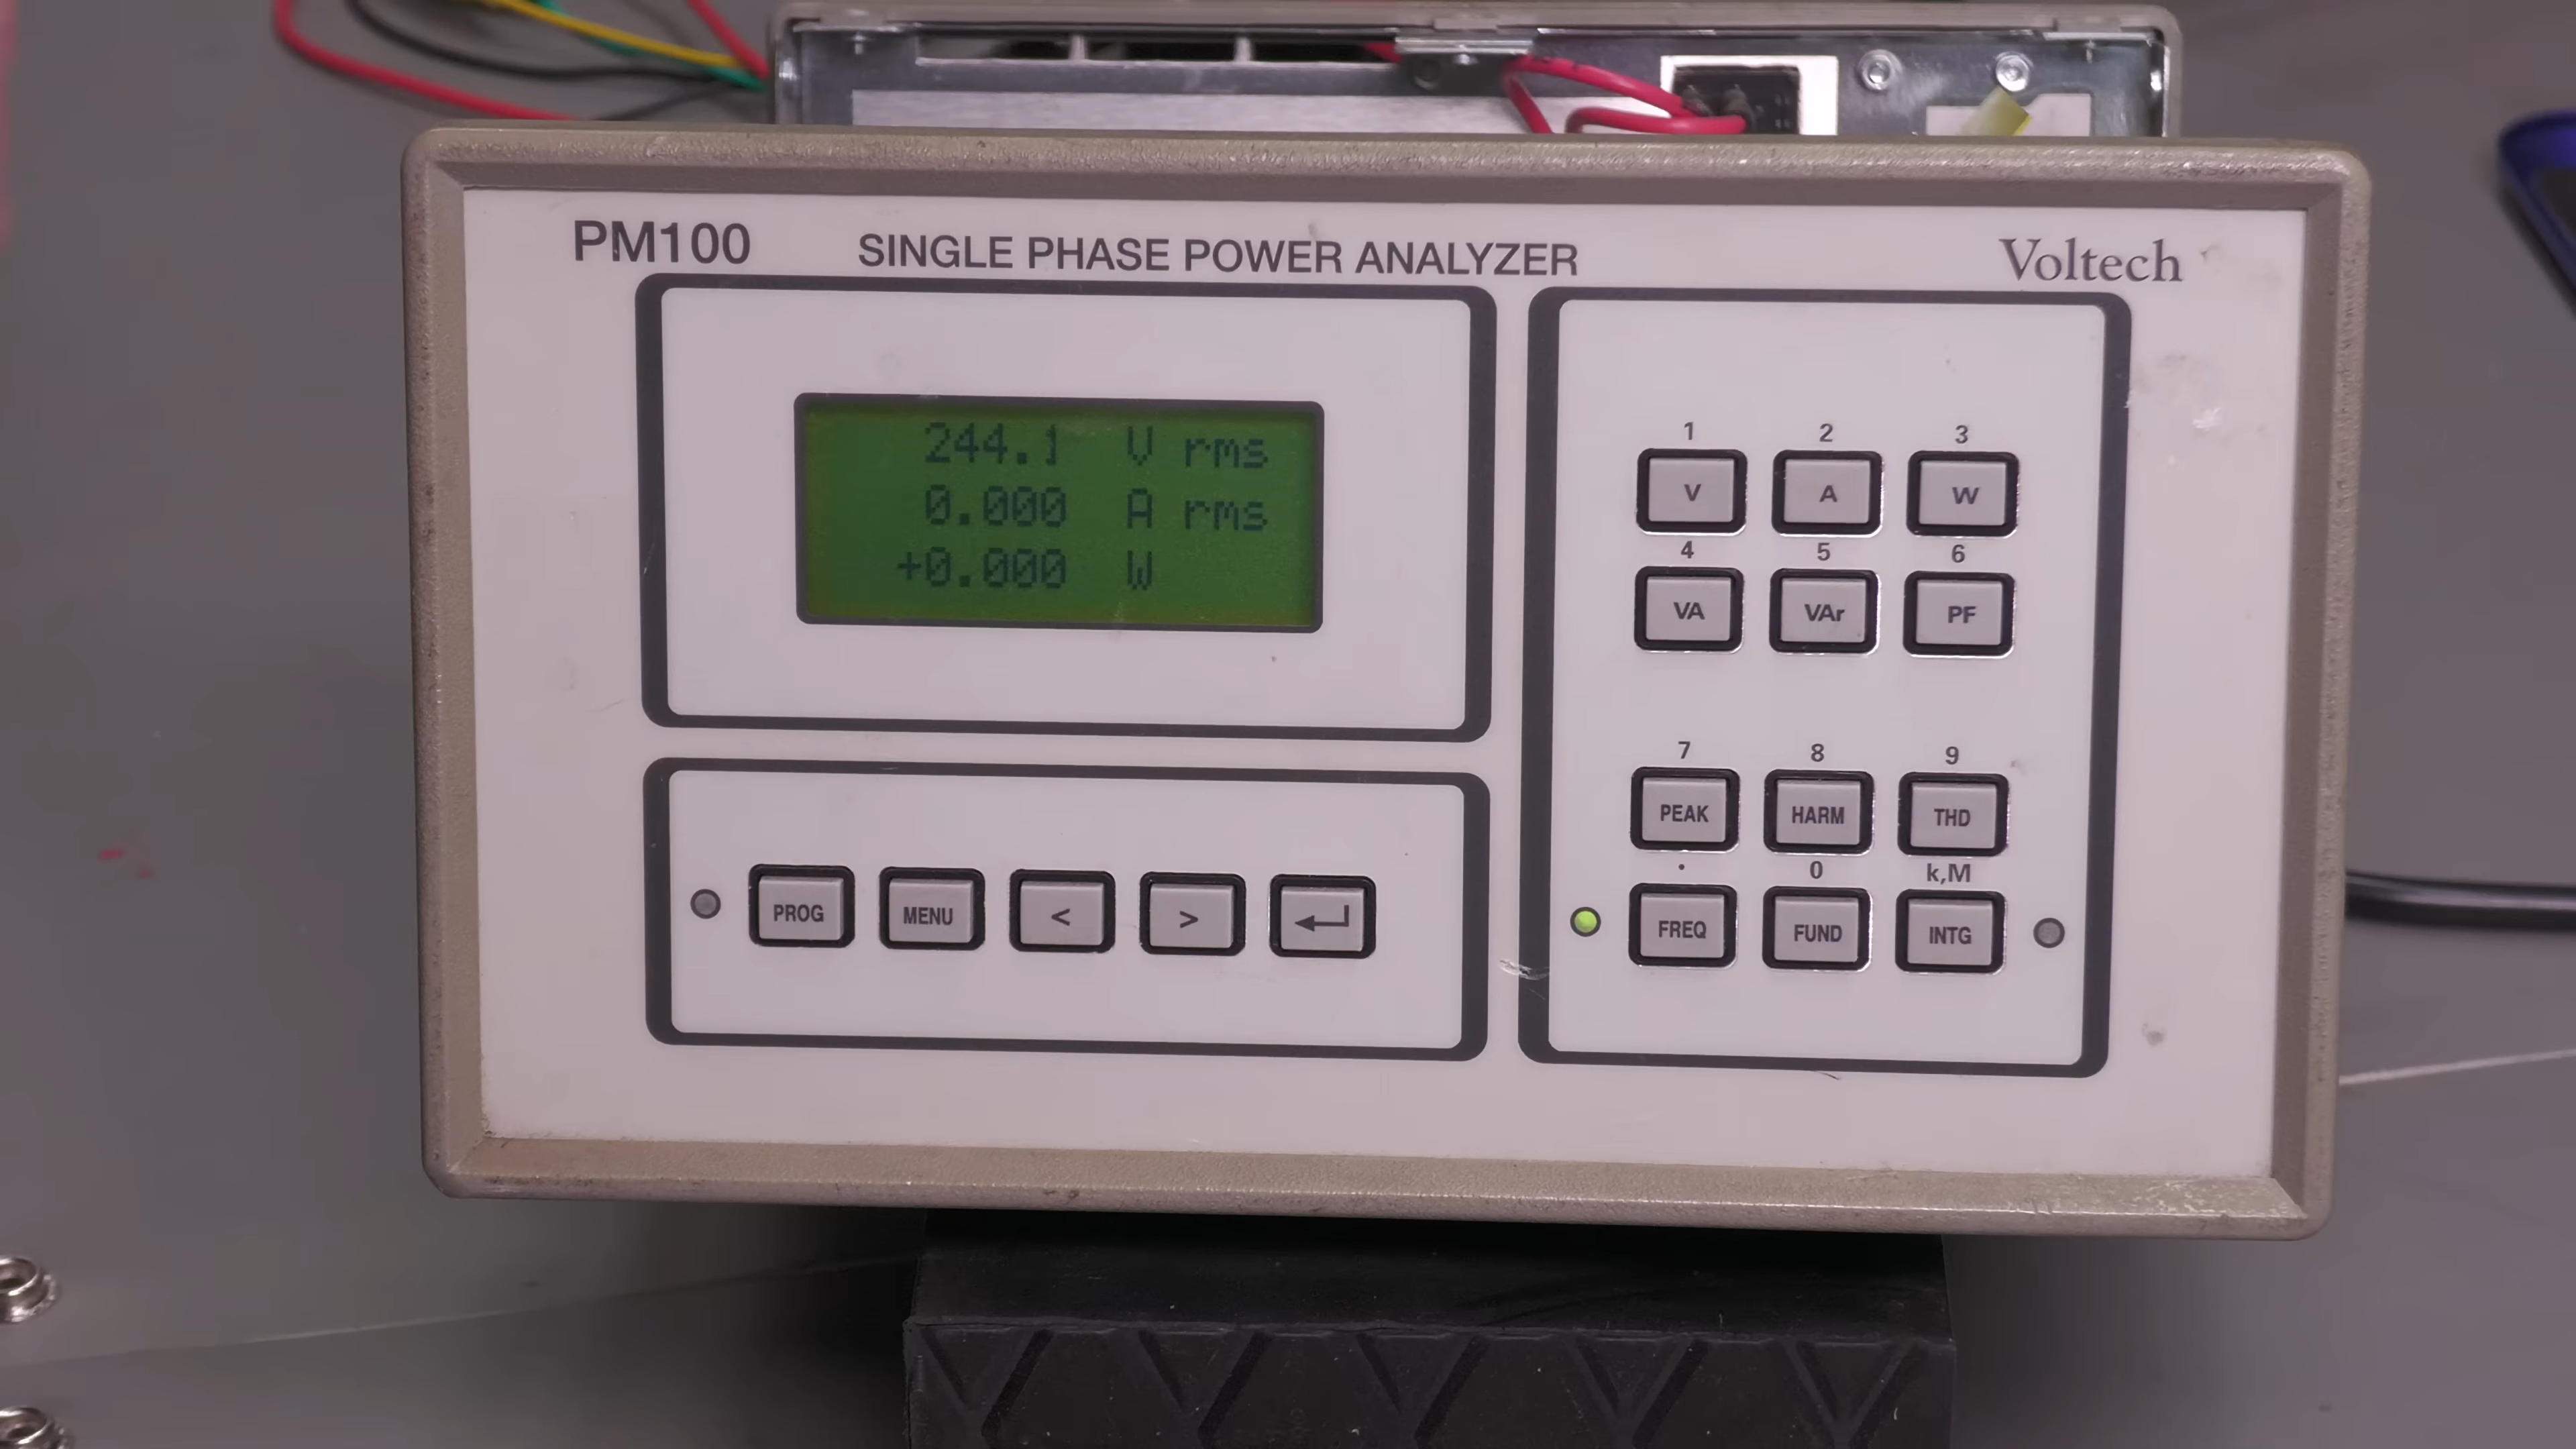 PM100 SINGLE PHASE POWER ANALYZER Voltech
244.1 V rms
0.000 A rms
+0.000 W
1 2 3
V A W
4 5 6
VA VAr PF
7 8 9
PEAK HARM THD
. 0 k,M
FREQ FUND INTG
PROG MENU < >